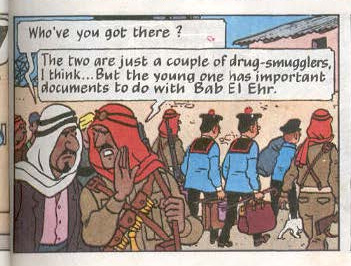 Who've you got there ?
The two are just a couple of drug-smugglers,
I think... But the young one has important
documents to do with Bab El Ehr.